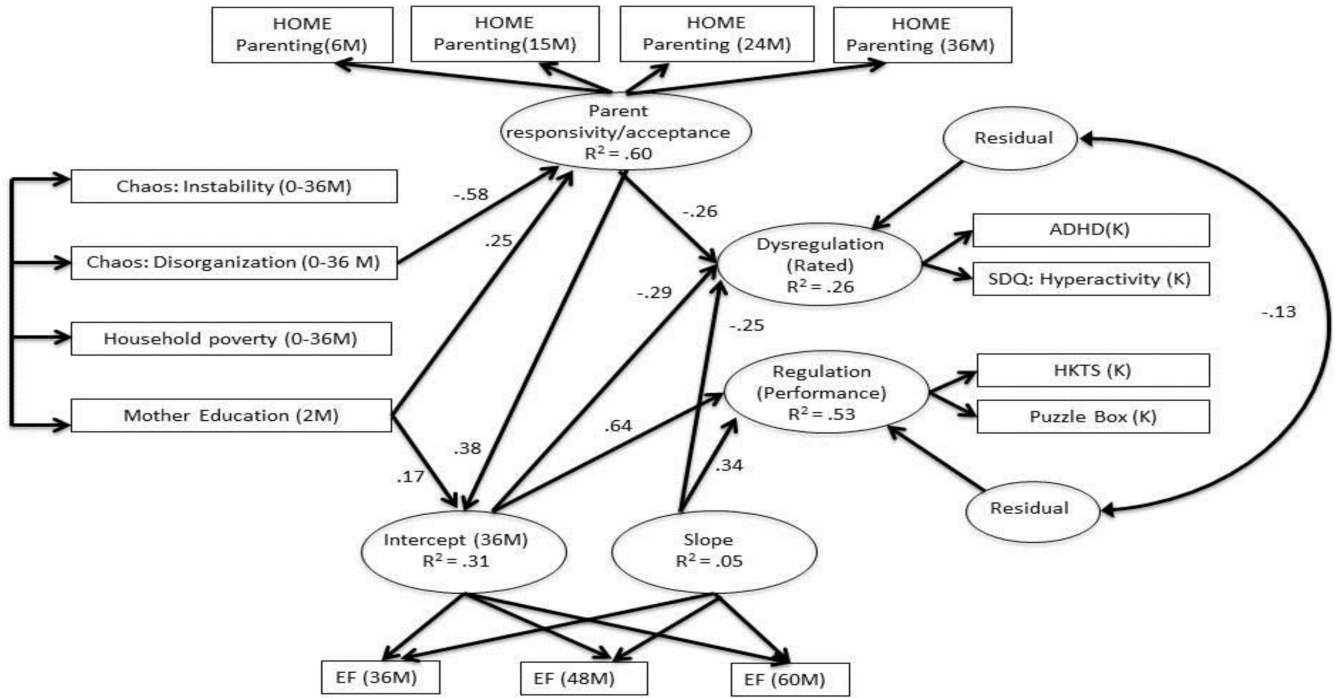 HOME
Parenting(6M)
HOME
Parenting(15M)
HOME
Parenting (24M)
HOME
Parenting (36M)
Parent
responsivity/acceptance
R² = .60
Residual
Chaos: Instability (0-36M)
-.58
-.26
.25
ADHD(K)
Dysregulation
(Rated)
R² = .26
Chaos: Disorganization (0-36 M)
SDQ: Hyperactivity (K)
-.29
-.25
-.13
Household poverty (0-36M)
Regulation
(Performance)
R² = .53
HKTS (K)
Mother Education (2M)
Puzzle Box (K)
.64
.38
.34
.17
Residual
Intercept (36M)
R² = .31
Slope
R² = .05
EF (36M)
EF (48M)
EF (60M)